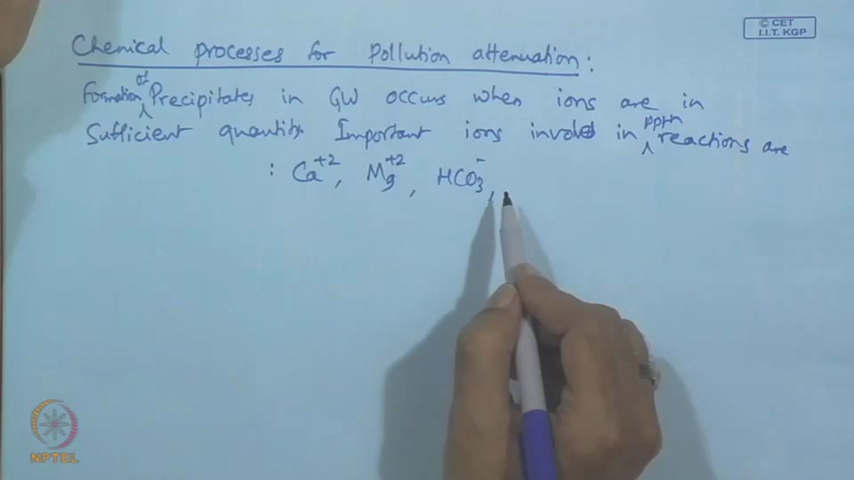 © CET
I.I.T. KGP
Chemical processes for pollution attenuation:
Formation of Precipitates in GW occurs when ions are in
Sufficient quantity. Important ions involved in pptn reactions are
: Ca+2, Mg+2, HCO3-,
NPTEL